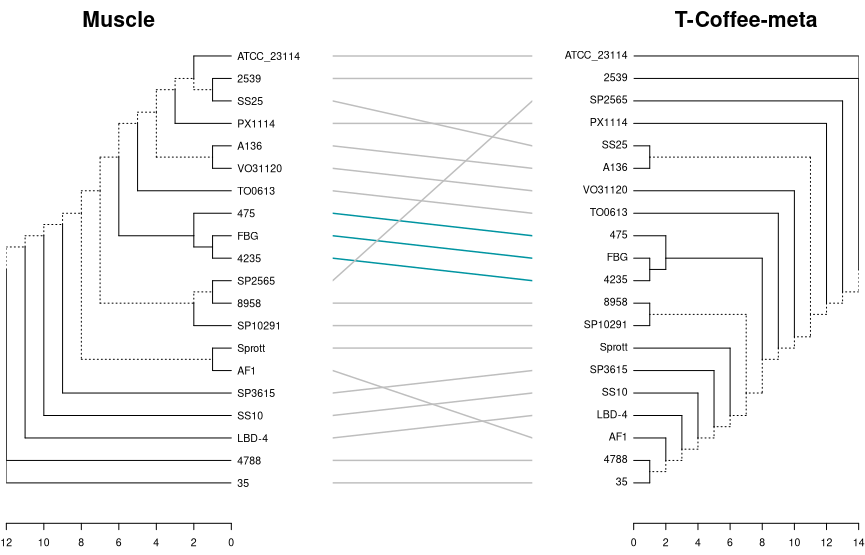 Muscle
T-Coffee-meta
ATCC_23114
2539
SS25
PX1114
A136
VO31120
TO0613
475
FBG
4235
SP2565
8958
SP10291
Sprott
AF1
SP3615
SS10
LBD-4
4788
35
ATCC_23114
2539
SP2565
PX1114
SS25
A136
VO31120
TO0613
475
FBG
4235
8958
SP10291
Sprott
SP3615
SS10
LBD-4
AF1
4788
35
12 10 8 6 4 2 0
0 2 4 6 8 10 12 14